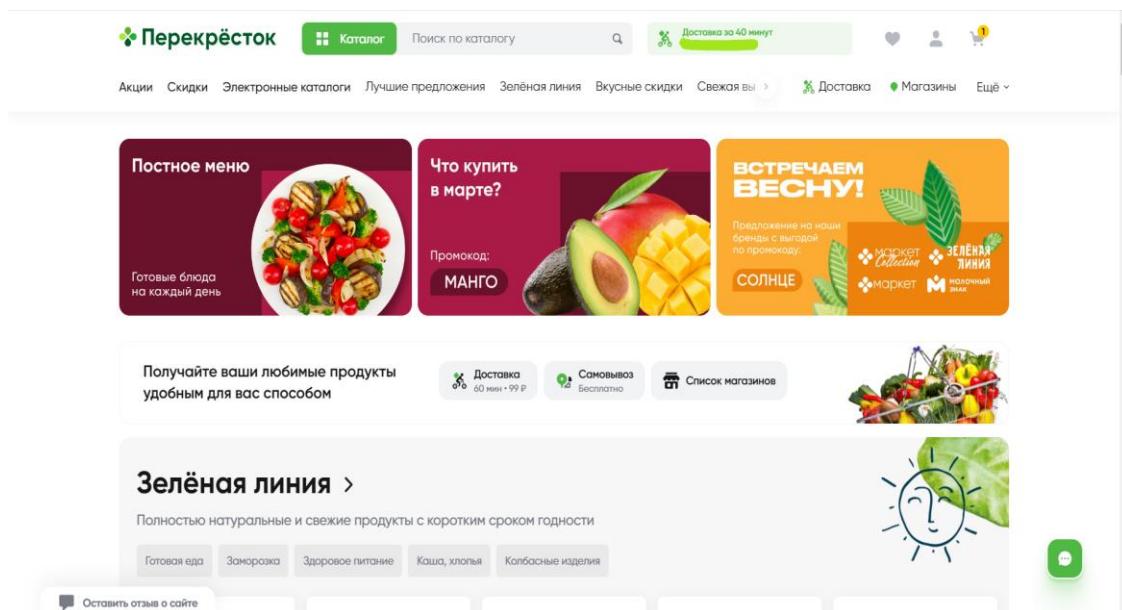 Перекрёсток
Каталог
Поиск по каталогу
Доставка за 40 минут
1
Акции Скидки Электронные каталоги Лучшие предложения Зелёная линия Вкусные скидки Свежая вы Доставка Магазины Ещё
Постное меню
Готовые блюда
на каждый день
Что купить
в марте?
Промокод:
МАНГО
ВСТРЕЧАЕМ
ВЕСНУ!
Предложение на наши
бренды с выгодой
по промокоду:
СОЛНЦЕ
маркет
Collection
ЗЕЛЁНАЯ
ЛИНИЯ
маркет
МОЛОЧНЫЙ
ЗНАК
Получайте ваши любимые продукты
удобным для вас способом
Доставка
60 мин • 99 ₽
Самовывоз
Бесплатно
Список магазинов
Зелёная линия >
Полностью натуральные и свежие продукты с коротким сроком годности
Готовая еда Заморозка Здоровое питание Каша, хлопья Колбасные изделия
Оставить отзыв о сайте